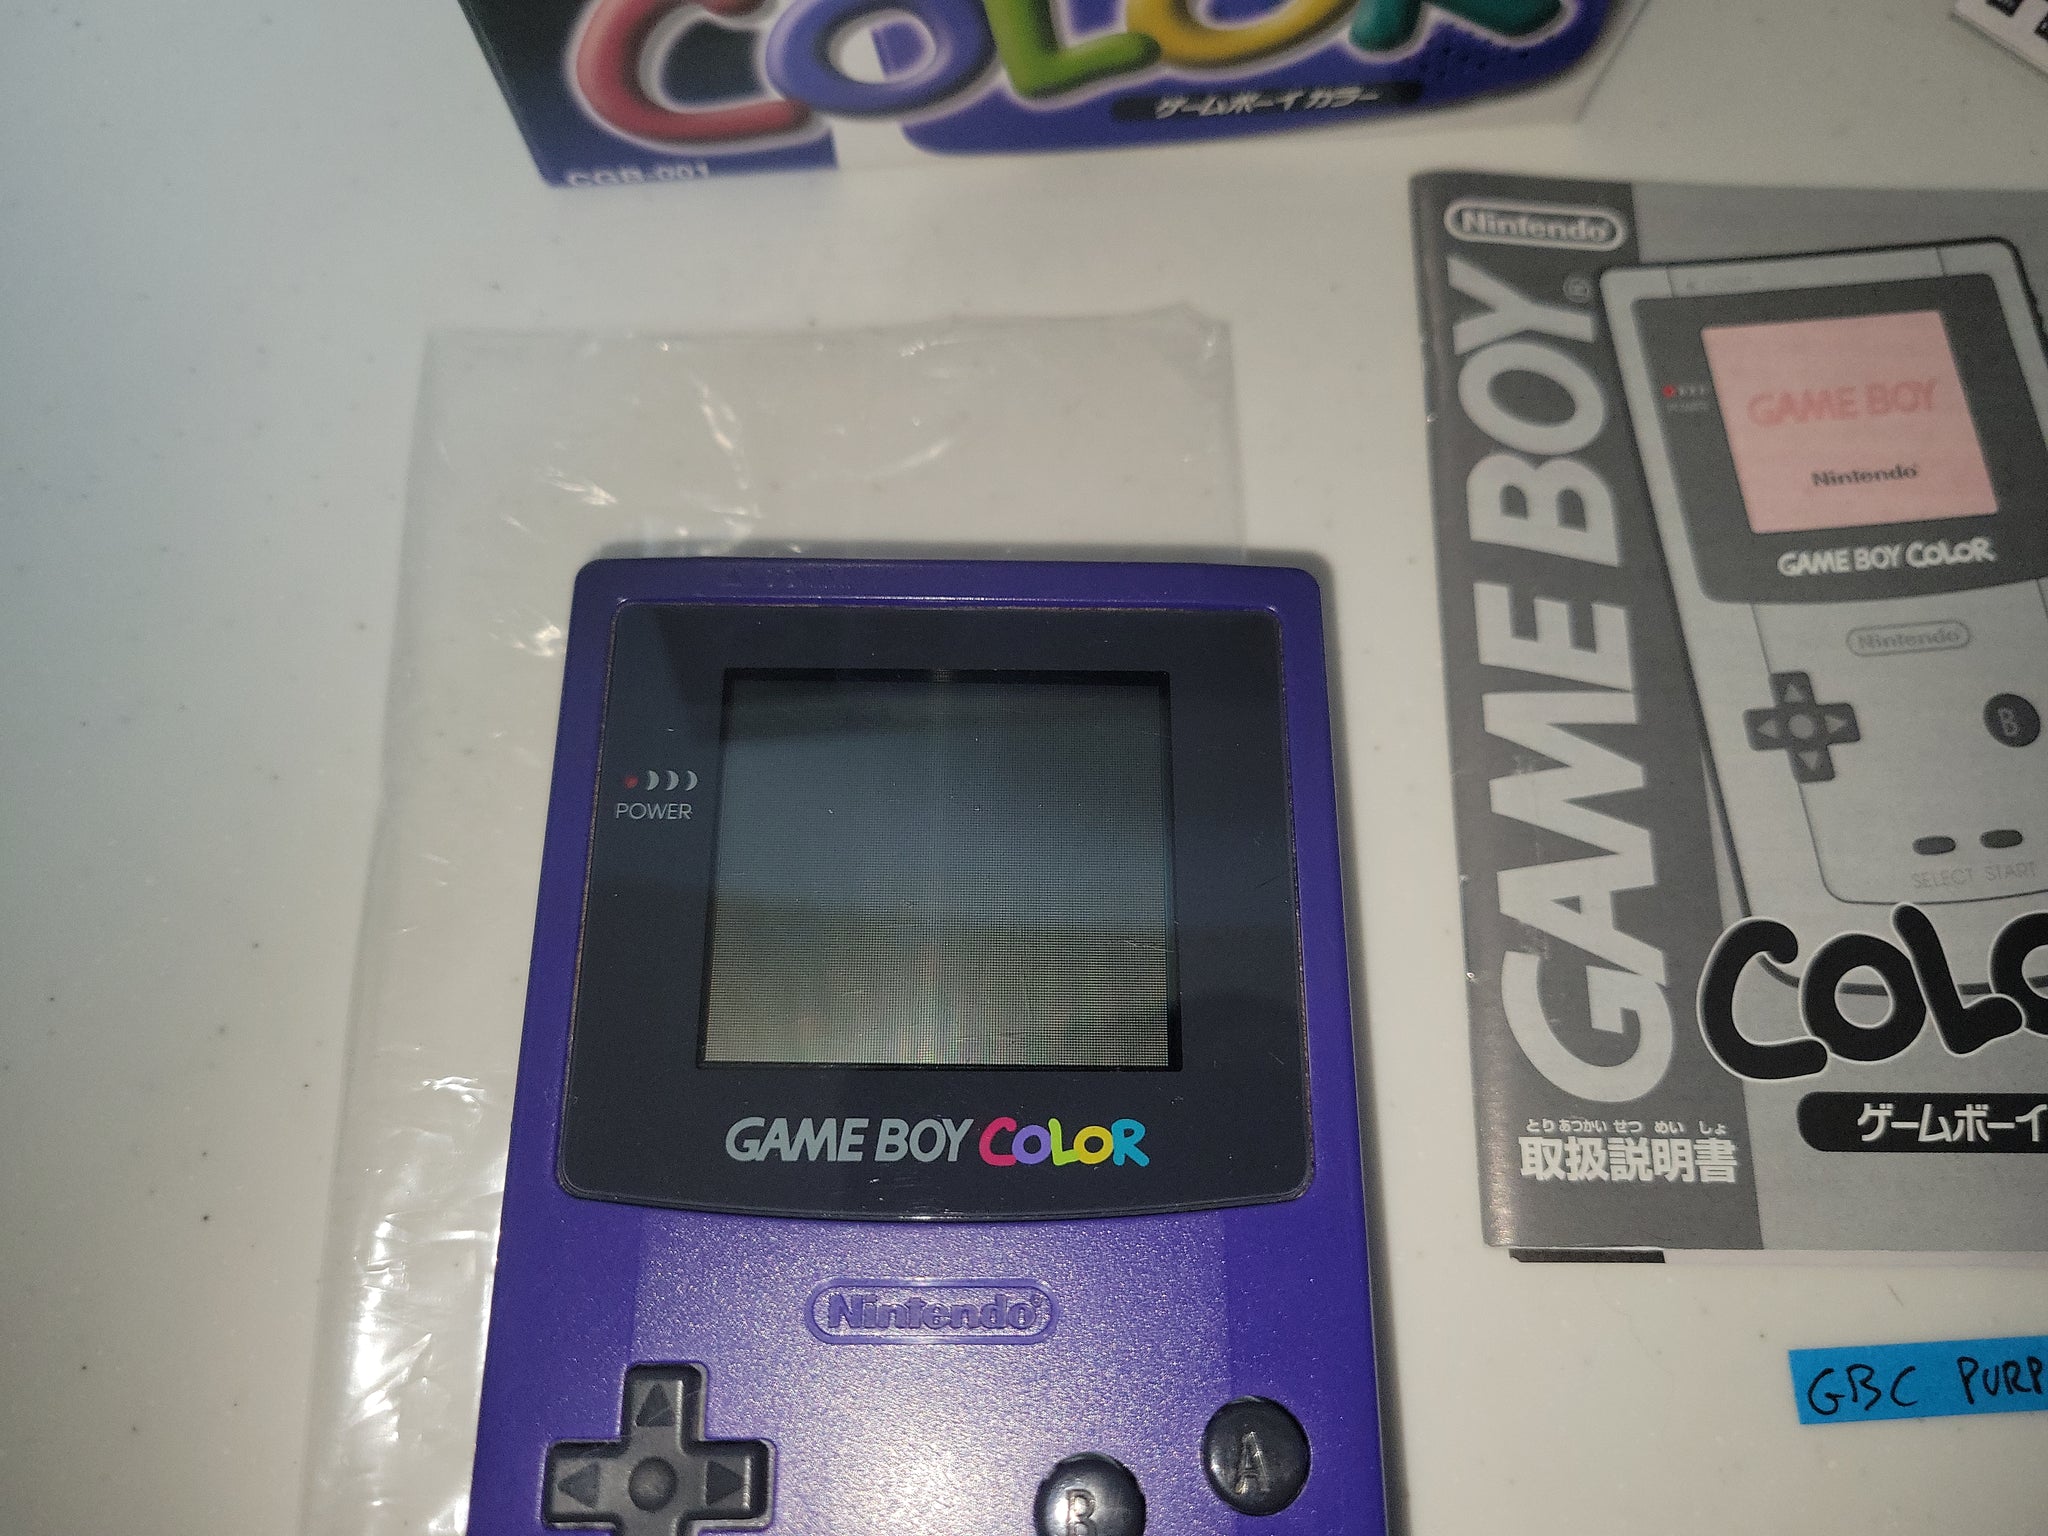 COLOR
ゲームボーイカラー
CGB-001
Nintendo
GAME BOY
GAME BOY
Nintendo
GAME BOY COLOR
Nintendo
B
SELECT START
COLO
ゲームボーイ
とりあつかいせつめいしょ
取扱説明書
POWER
GAME BOY COLOR
Nintendo
A
B
GBC PURP